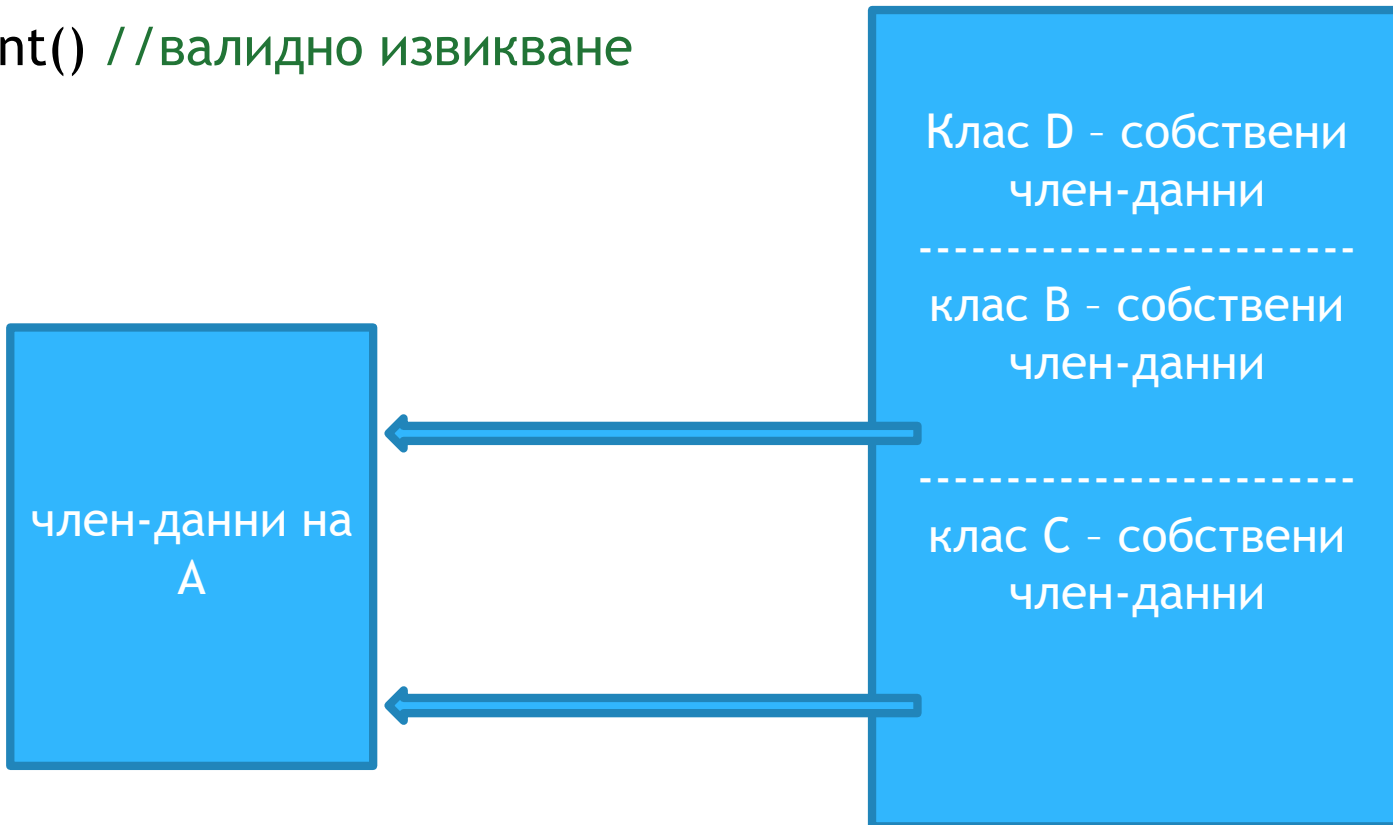 nt() //валидно извикване
Клас D – собствени
член-данни
-------------------------
клас B – собствени
член-данни
-------------------------
клас C – собствени
член-данни
член-данни на
A